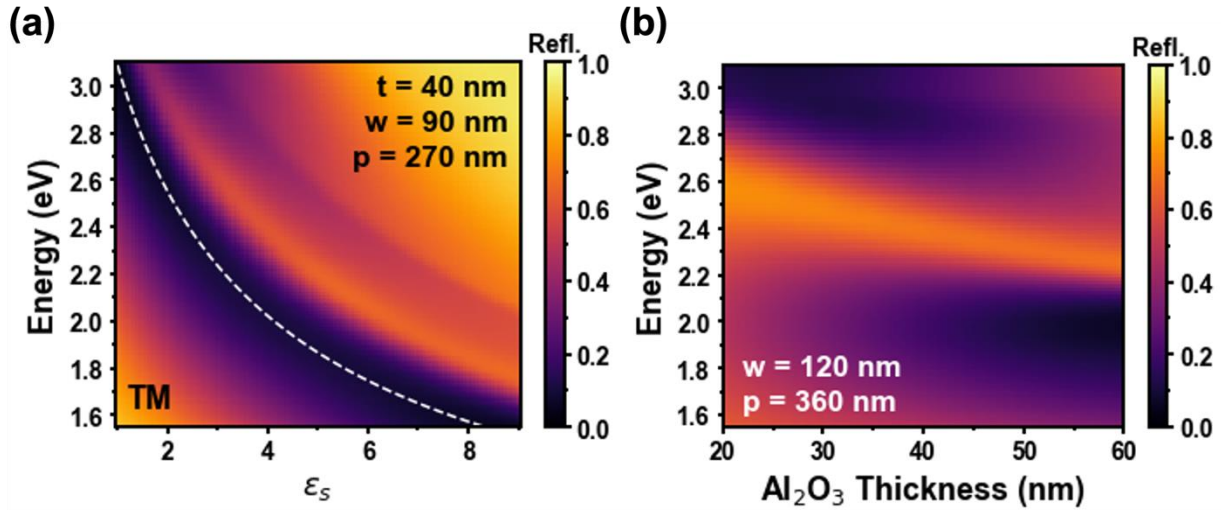 (a)
Refl.
1.0
0.8
0.6
0.4
0.2
0.0
3.0
2.8
2.6
2.4
2.2
2.0
1.8
1.6
Energy (eV)
t = 40 nm
w = 90 nm
p = 270 nm
TM
2 4 6 8
εs
(b)
Refl.
1.0
0.8
0.6
0.4
0.2
0.0
3.0
2.8
2.6
2.4
2.2
2.0
1.8
1.6
Energy (eV)
w = 120 nm
p = 360 nm
20 30 40 50 60
Al₂O₃ Thickness (nm)